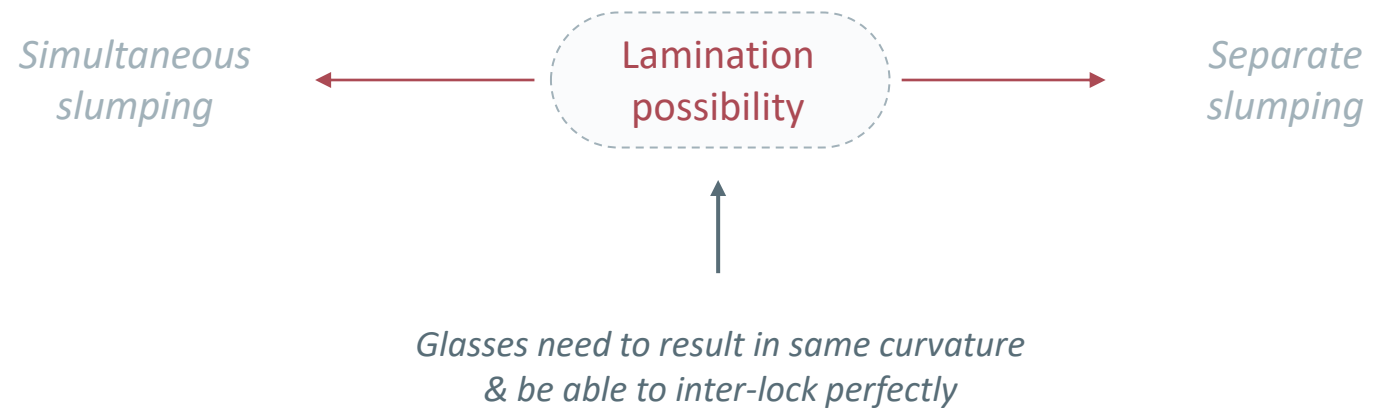 Simultaneous
slumping
Lamination
possibility
Separate
slumping
Glasses need to result in same curvature
& be able to inter-lock perfectly